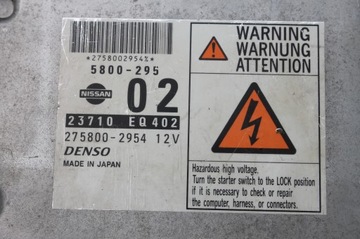 *2758002954%*
5800-295
NISSAN
02
23710 EQ402
275800-2954 12V
DENSO
MADE IN JAPAN
WARNING
WARNUNG
ATTENTION
Hazardous high voltage.
Turn the starter switch to the LOCK position
if it is necessary to check or repair
the computer, harness, or connectors.